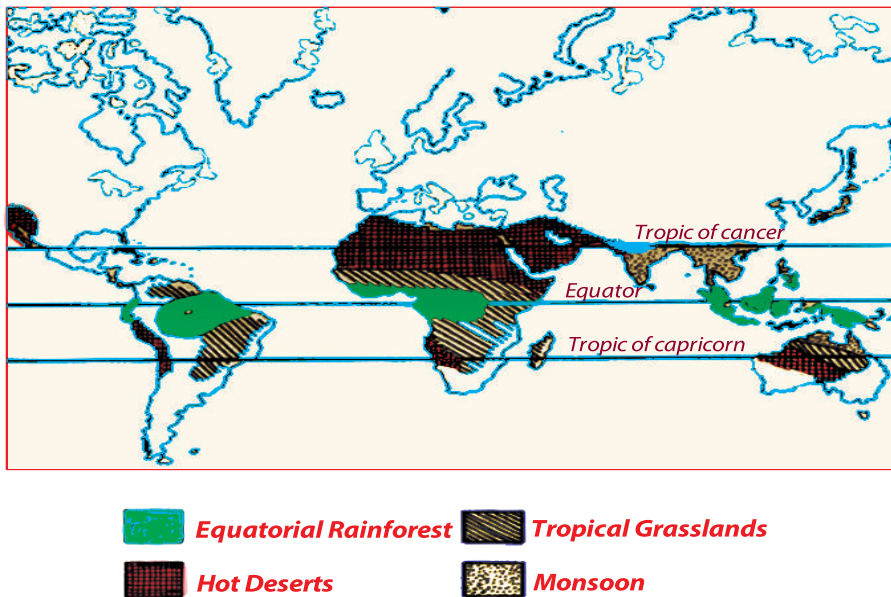 Tropic of cancer
Equator
Tropic of capricorn
Equatorial Rainforest
Tropical Grasslands
Hot Deserts
Monsoon